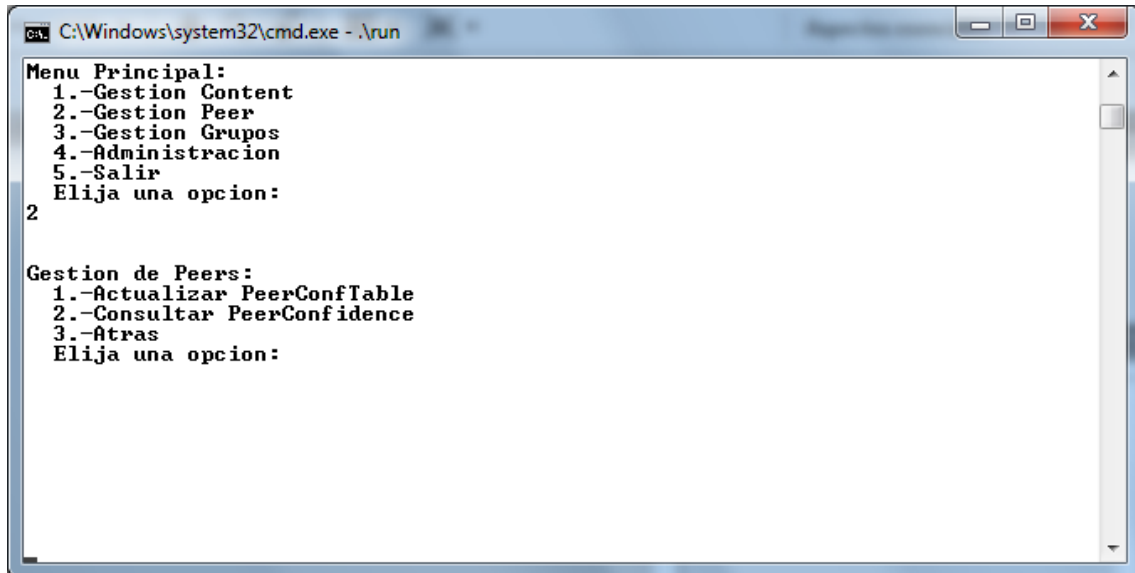 C:\Windows\system32\cmd.exe - .\run
Menu Principal:
1.-Gestion Content
2.-Gestion Peer
3.-Gestion Grupos
4.-Administracion
5.-Salir
Elija una opcion:
2
Gestion de Peers:
1.-Actualizar PeerConfTable
2.-Consultar PeerConfidence
3.-Atras
Elija una opcion: